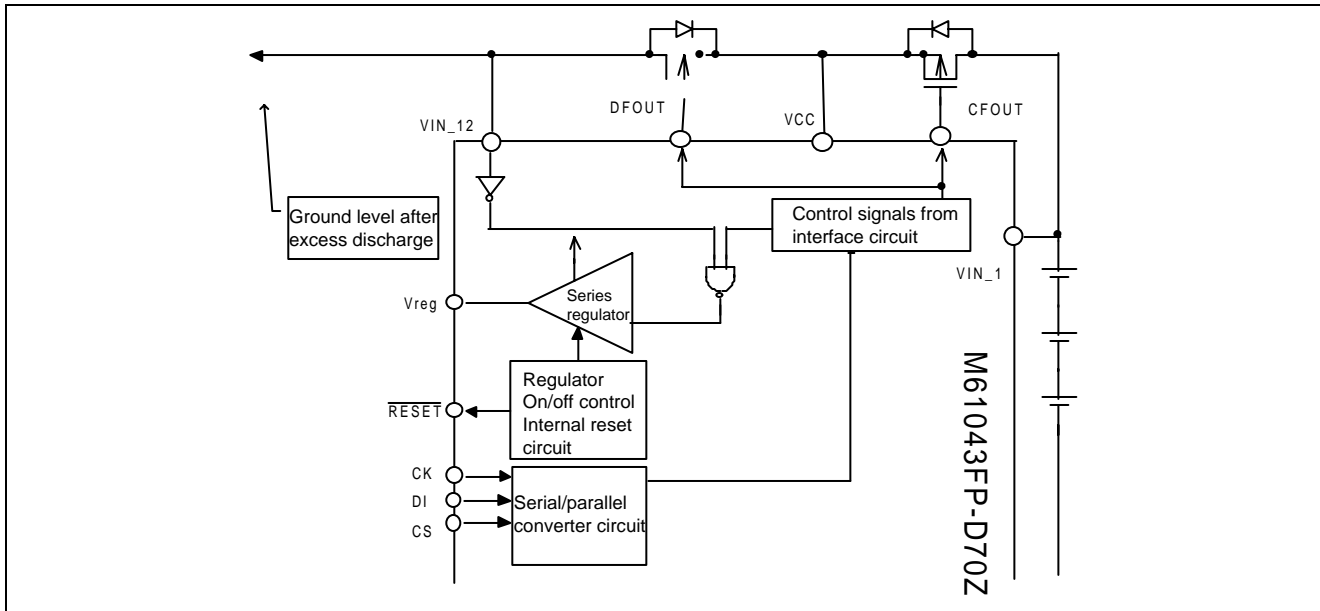 DFOUT
CFOUT
VCC
VIN_12
Ground level after
excess discharge
Control signals from
interface circuit
VIN_1
Vreg
Series
regulator
Regulator
On/off control
Internal reset
circuit
RESET
CK
DI
CS
Serial/parallel
converter circuit
M61043FP-D70Z